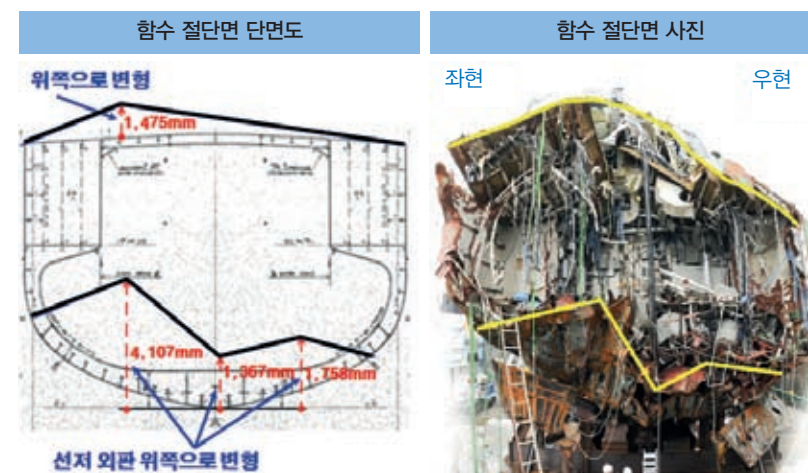 함수 절단면 단면도
함수 절단면 사진
위쪽으로변형
1,475mm
4,107mm
1,367mm
1,758mm
선저 외판 위쪽으로변형
좌현
우현